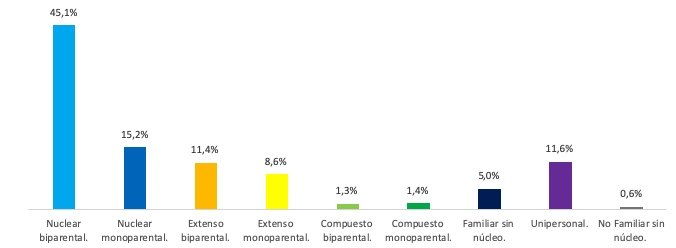 45,1%
15,2%
11,4%
8,6%
1,3%
1,4%
5,0%
11,6%
0,6%
Nuclear
biparental.
Nuclear
monoparental.
Extenso
biparental.
Extenso
monoparental.
Compuesto
biparental.
Compuesto
monoparental.
Familiar sin
núcleo.
Unipersonal.
No Familiar sin
núcleo.